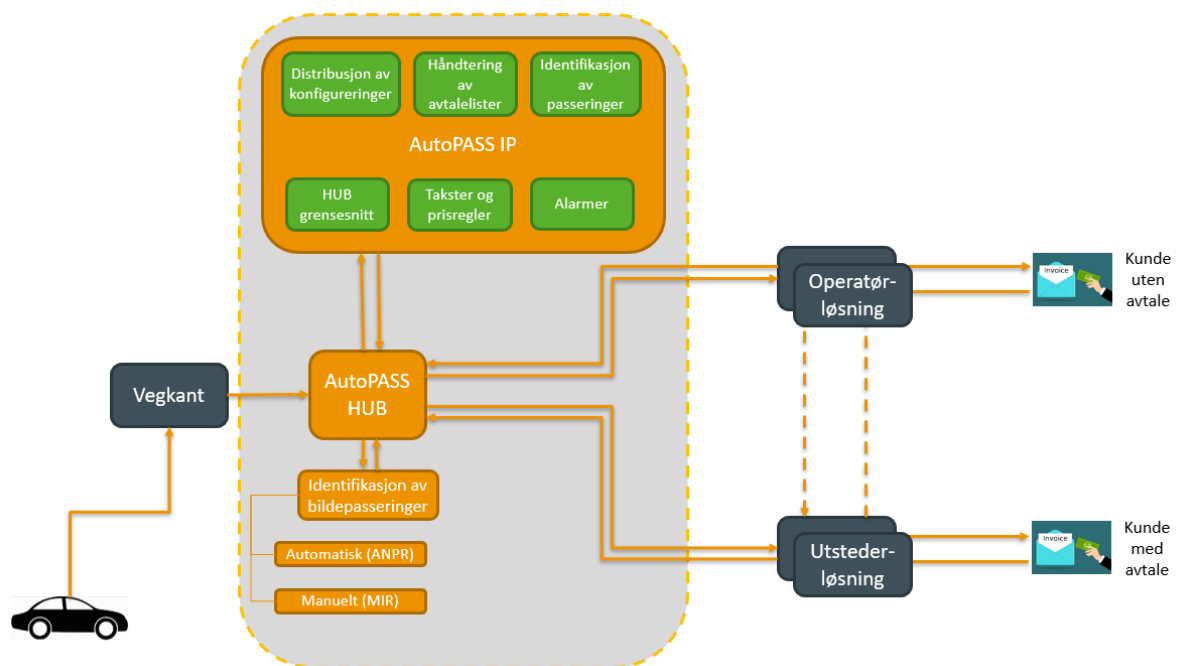 Distribusjon av
konfigureringer
Håndtering
av
avtalelister
Identifikasjon
av
passeringer
AutoPASS IP
HUB
grensesnitt
Takster og
prisregler
Alarmer
Operatør-
løsning
Invoice
Kunde
uten
avtale
Vegkant
AutoPASS
HUB
Identifikasjon av
bildepasseringer
Automatisk (ANPR)
Manuelt (MIR)
Utsteder-
løsning
Invoice
Kunde
med
avtale